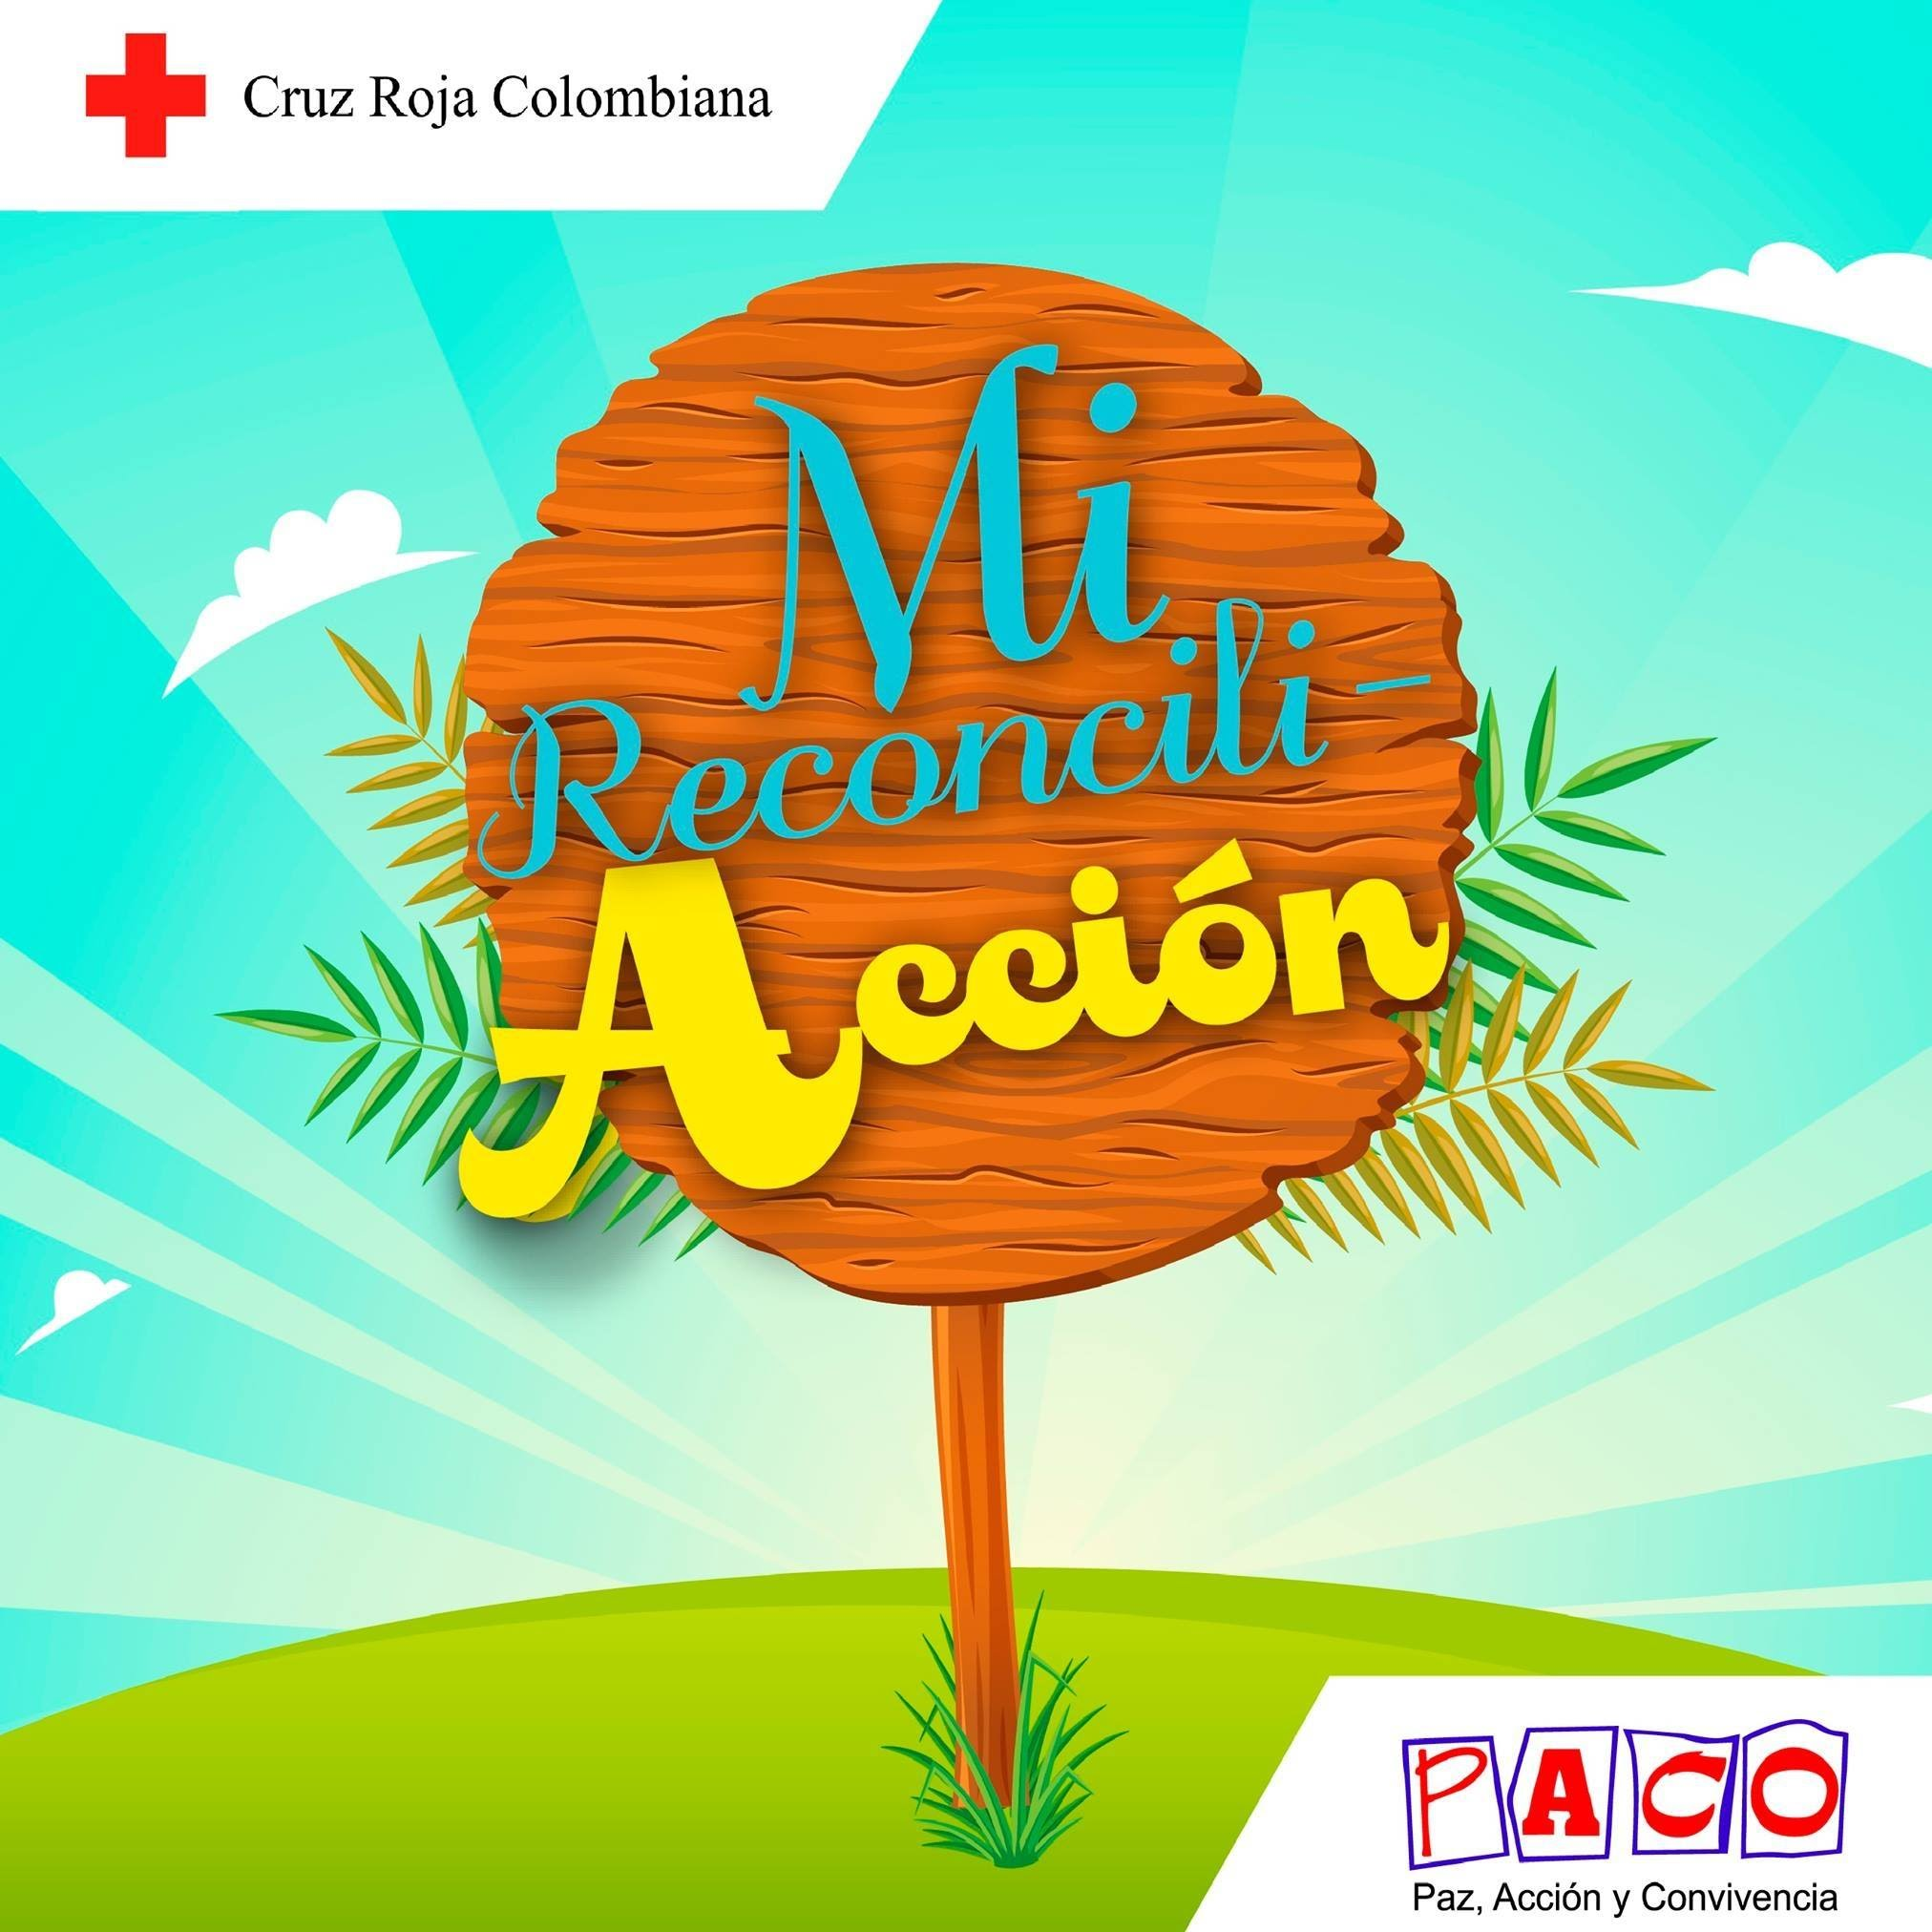 Cruz Roja Colombiana
Mi
Reconcili-
Acción
PACO
Paz, Acción y Convivencia